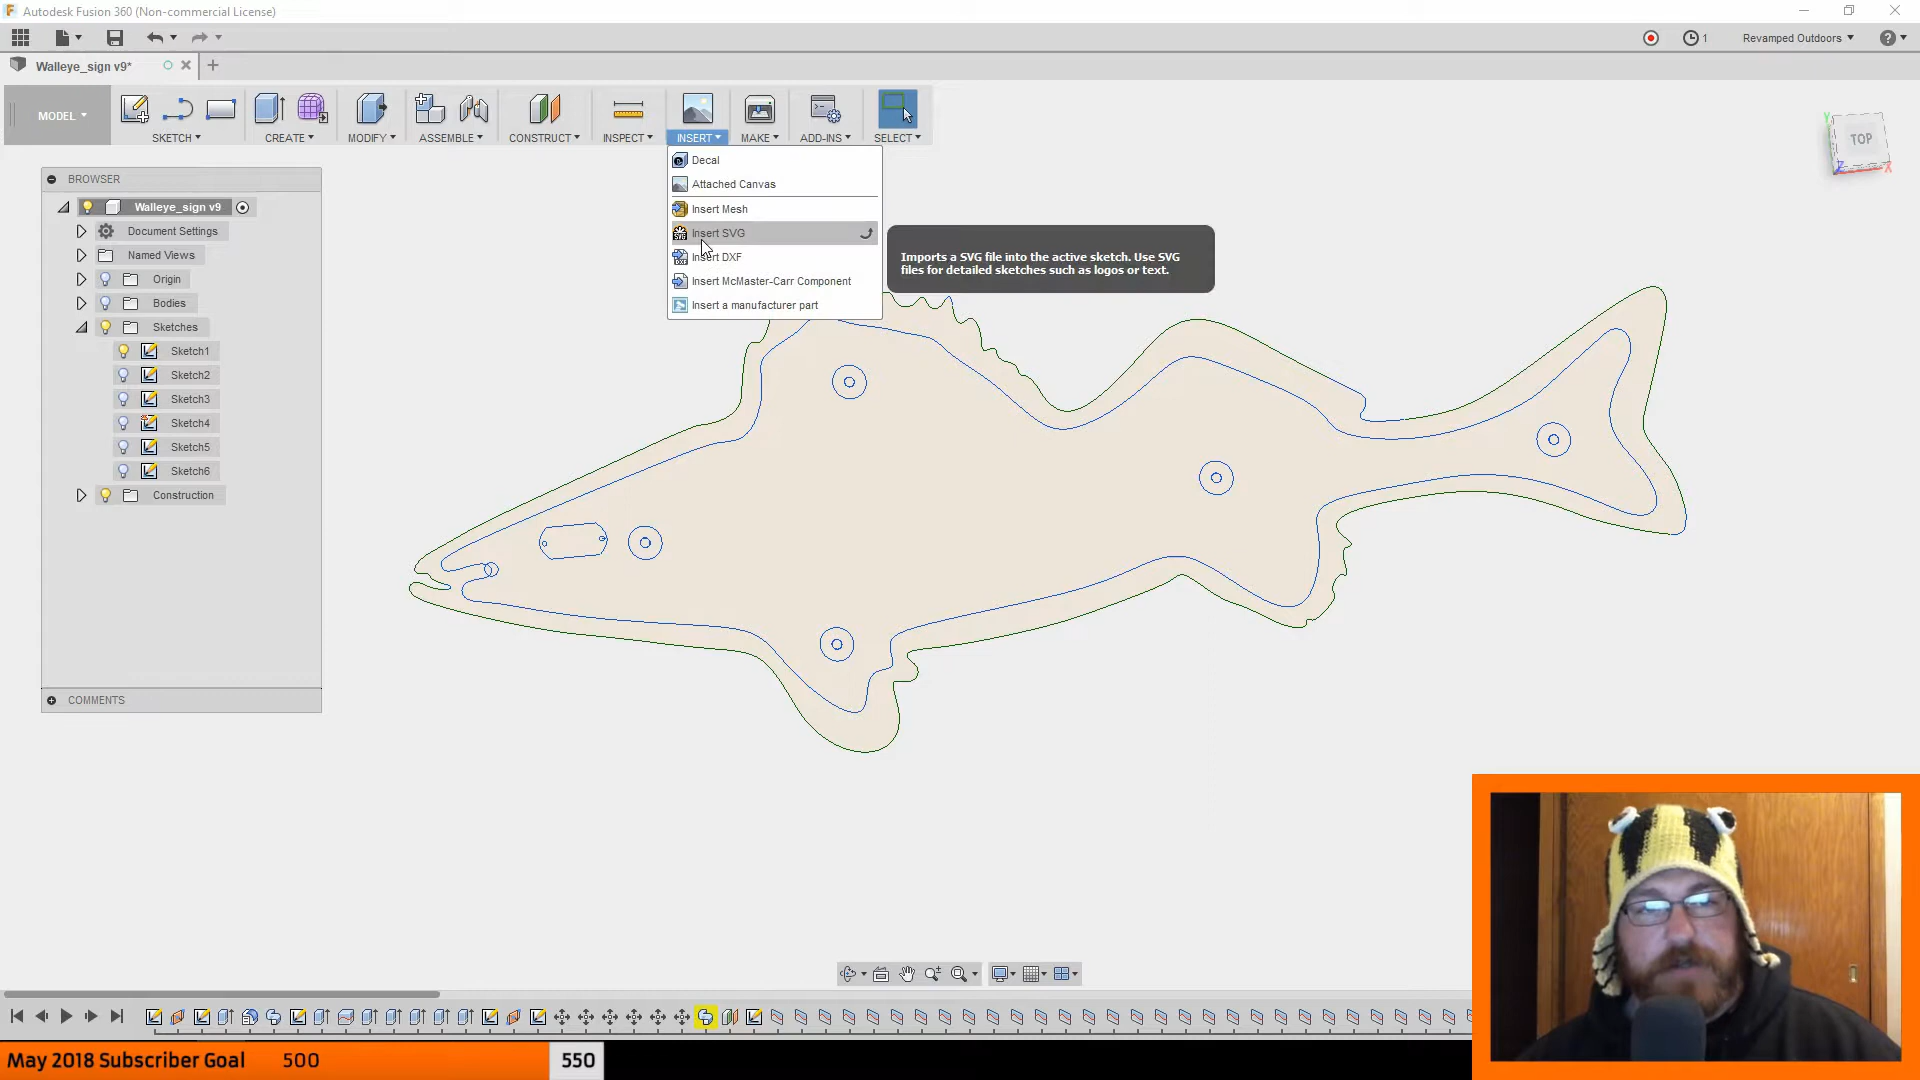 Autodesk Fusion 360 (Non-commercial License)
1
Revamped Outdoors
?
Walleye_sign v9*
MODEL
SKETCH
CREATE
MODIFY
ASSEMBLE
CONSTRUCT
INSPECT
INSERT
MAKE
ADD-INS
SELECT
Decal
Attached Canvas
Insert Mesh
Insert SVG
Insert DXF
Insert McMaster-Carr Component
Insert a manufacturer part
Imports a SVG file into the active sketch. Use SVG
files for detailed sketches such as logos or text.
Y
TOP
Z
X
BROWSER
Walleye_sign v9
Document Settings
Named Views
Origin
Bodies
Sketches
Sketch1
Sketch2
Sketch3
Sketch4
Sketch5
Sketch6
Construction
COMMENTS
May 2018 Subscriber Goal
500
550